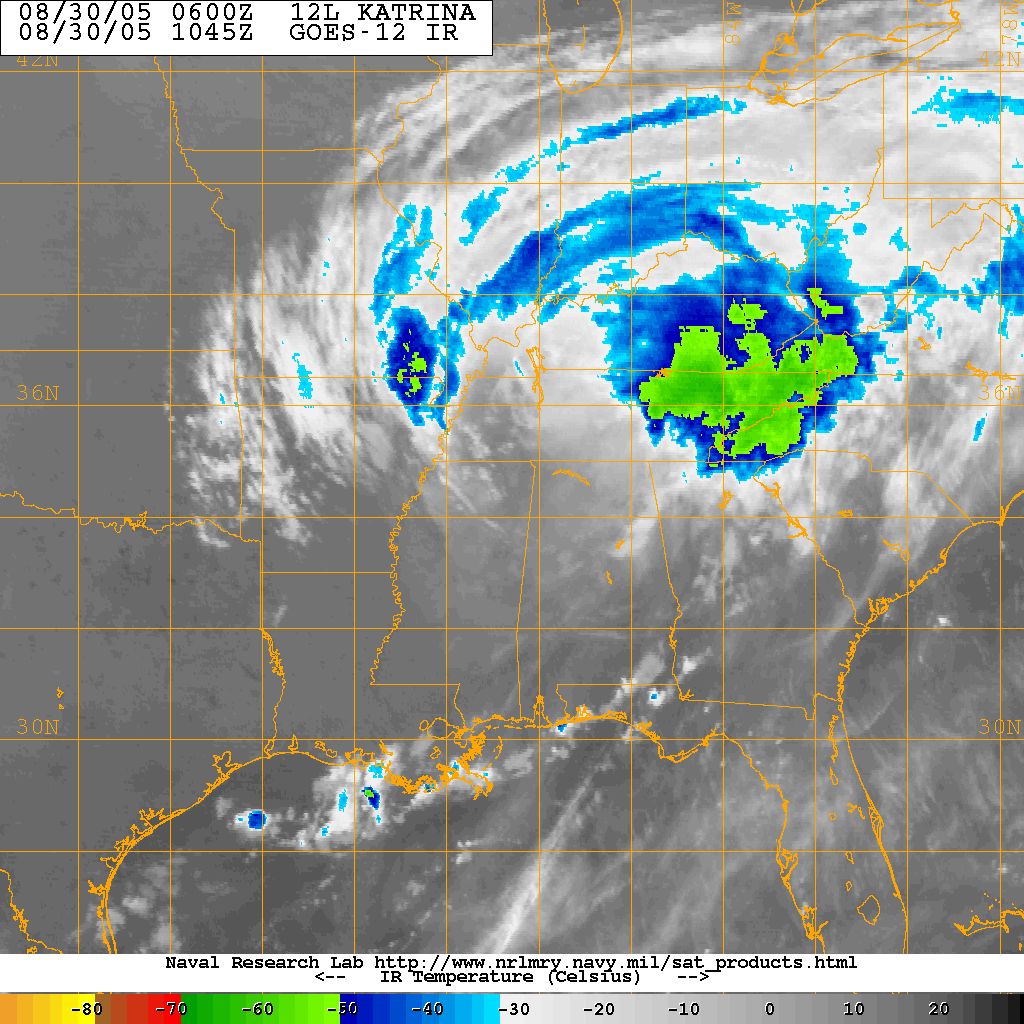 08/30/05 0600Z 12L KATRINA
08/30/05 1045Z GOES-12 IR
84W
78W
42N
42N
36N
36N
30N
30N
Naval Research Lab http://www.nrlmry.navy.mil/sat_products.html
<-- IR Temperature (Celsius) -->
-80 -70 -60 -50 -40 -30 -20 -10 0 10 20